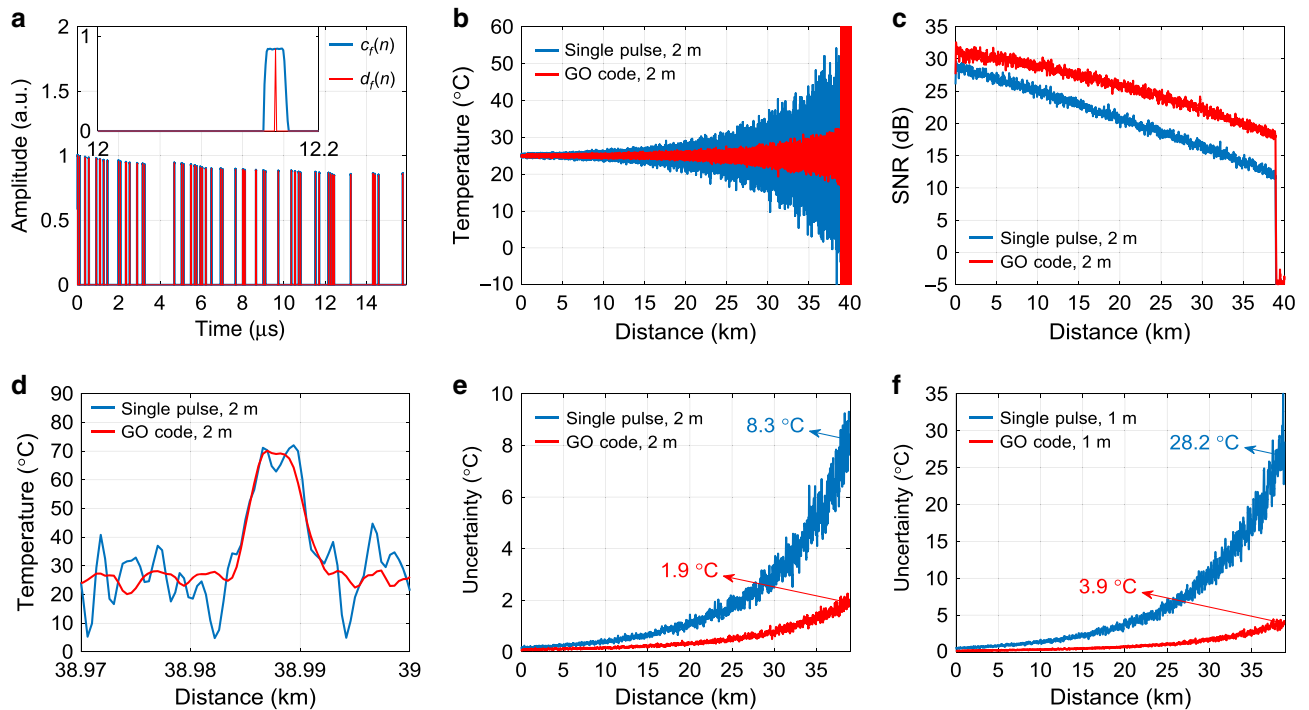 a
2
1.5
1
0.5
0
Amplitude (a.u.)
0 2 4 6 8 10 12 14
Time (μs)
1
0
12 12.2
c_f(n)
d_f(n)
b
60
50
40
30
20
10
0
−10
Temperature (°C)
Single pulse, 2 m
GO code, 2 m
0 5 10 15 20 25 30 35 40
Distance (km)
c
35
30
25
20
15
10
5
0
−5
SNR (dB)
Single pulse, 2 m
GO code, 2 m
0 5 10 15 20 25 30 35 40
Distance (km)
d
90
80
70
60
50
40
30
20
10
0
Temperature (°C)
Single pulse, 2 m
GO code, 2 m
38.97 38.98 38.99 39
Distance (km)
e
10
8
6
4
2
0
Uncertainty (°C)
Single pulse, 2 m
GO code, 2 m
8.3 °C
1.9 °C
0 5 10 15 20 25 30 35
Distance (km)
f
35
30
25
20
15
10
5
0
Uncertainty (°C)
Single pulse, 1 m
GO code, 1 m
28.2 °C
3.9 °C
0 5 10 15 20 25 30 35
Distance (km)